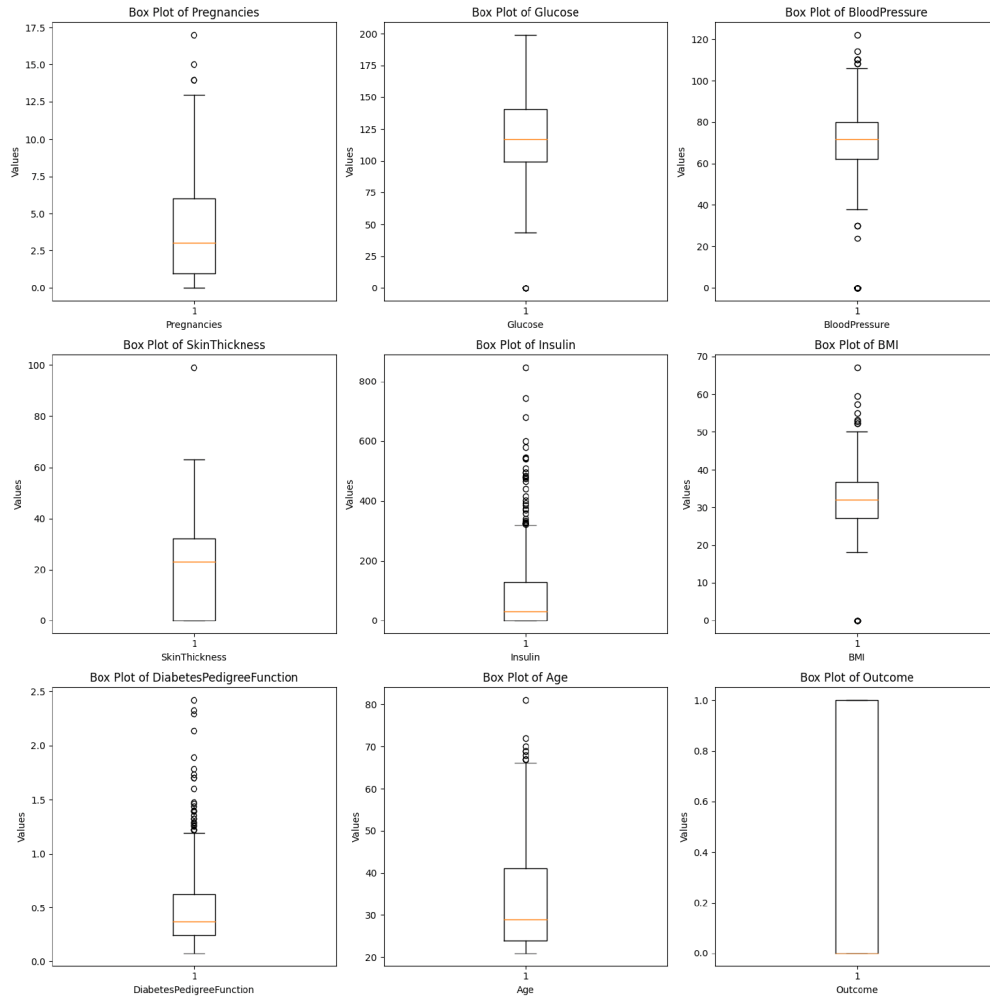 Box Plot of Pregnancies
17.5
15.0
12.5
10.0
7.5
5.0
2.5
0.0
Values
1
Pregnancies
Box Plot of Glucose
200
175
150
125
100
75
50
25
0
Values
1
Glucose
Box Plot of BloodPressure
120
100
80
60
40
20
0
Values
1
BloodPressure
Box Plot of SkinThickness
100
80
60
40
20
0
Values
1
SkinThickness
Box Plot of Insulin
800
600
400
200
0
Values
1
Insulin
Box Plot of BMI
70
60
50
40
30
20
10
0
Values
1
BMI
Box Plot of DiabetesPedigreeFunction
2.5
2.0
1.5
1.0
0.5
0.0
Values
1
DiabetesPedigreeFunction
Box Plot of Age
80
70
60
50
40
30
20
Values
1
Age
Box Plot of Outcome
1.0
0.8
0.6
0.4
0.2
0.0
Values
1
Outcome